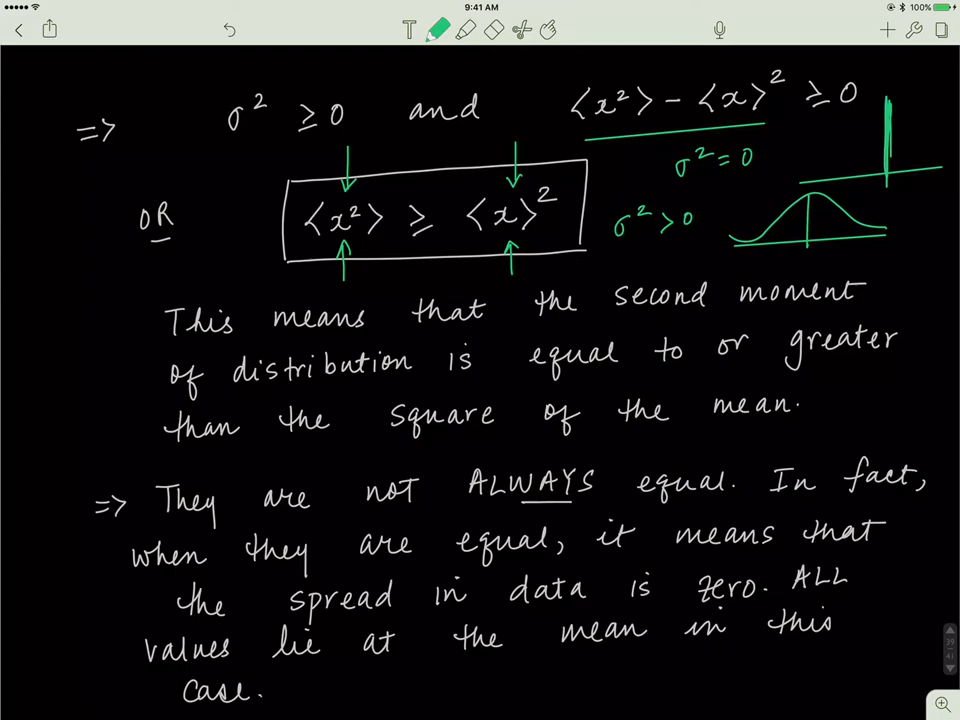 9:41 AM
100%
T
=> σ² ≥ 0 and <x²> - <x>² ≥ 0
σ² = 0
OR <x²> ≥ <x>² σ² > 0
This means that the second moment
of distribution is equal to or greater
than the square of the mean.
=> They are not ALWAYS equal. In fact,
when they are equal, it means that
the spread in data is zero. ALL
values lie at the mean in this
case.
39
41